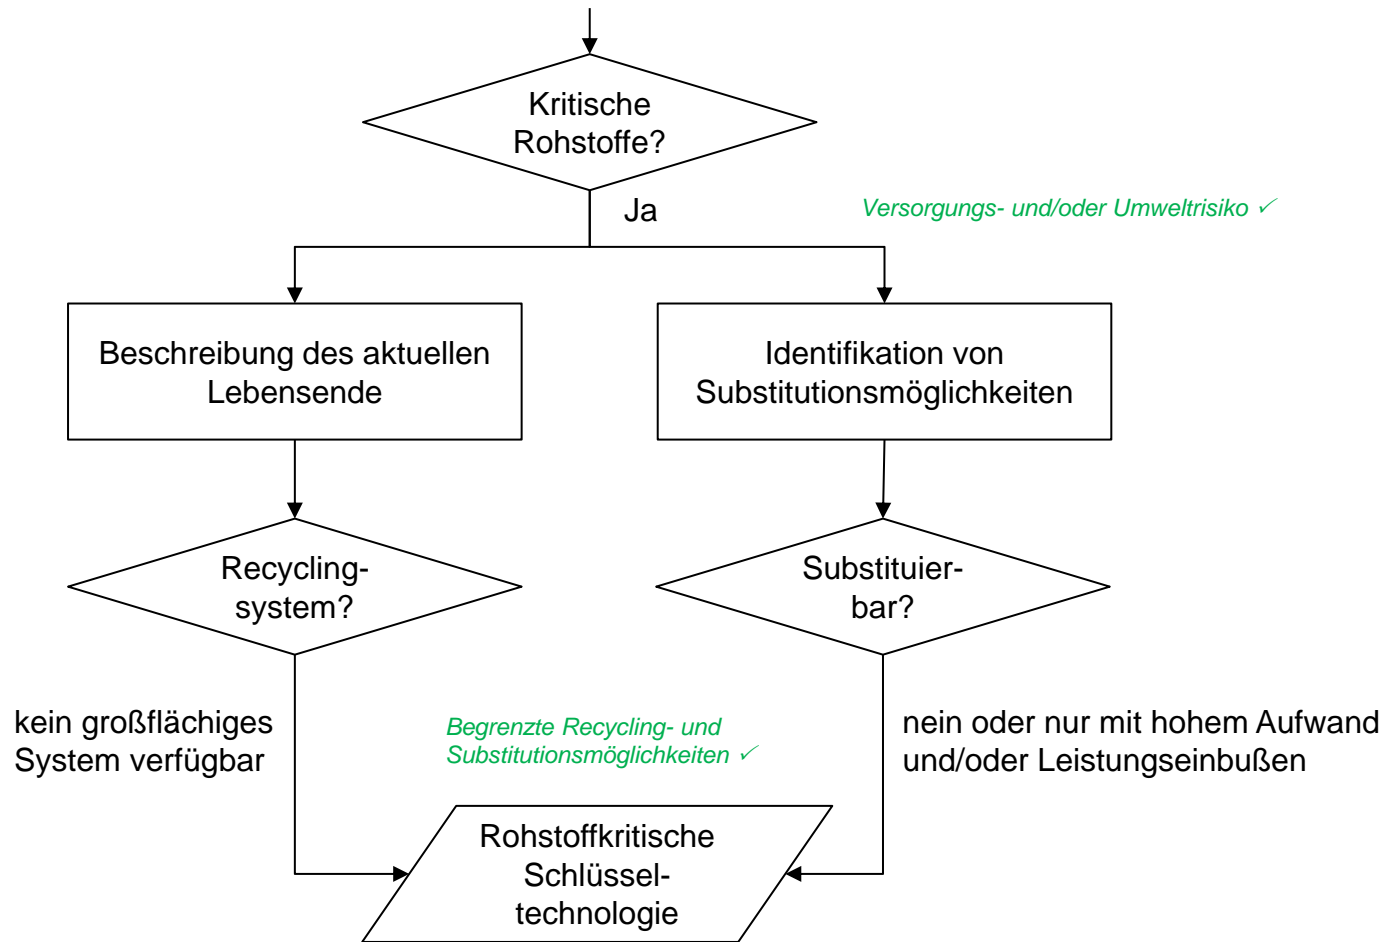 Kritische
Rohstoffe?
Ja
Versorgungs- und/oder Umweltrisiko ✓
Beschreibung des aktuellen
Lebensende
Identifikation von
Substitutionsmöglichkeiten
Recycling-
system?
Substituier-
bar?
kein großflächiges
System verfügbar
Begrenzte Recycling- und
Substitutionsmöglichkeiten ✓
nein oder nur mit hohem Aufwand
und/oder Leistungseinbußen
Rohstoffkritische
Schlüssel-
technologie